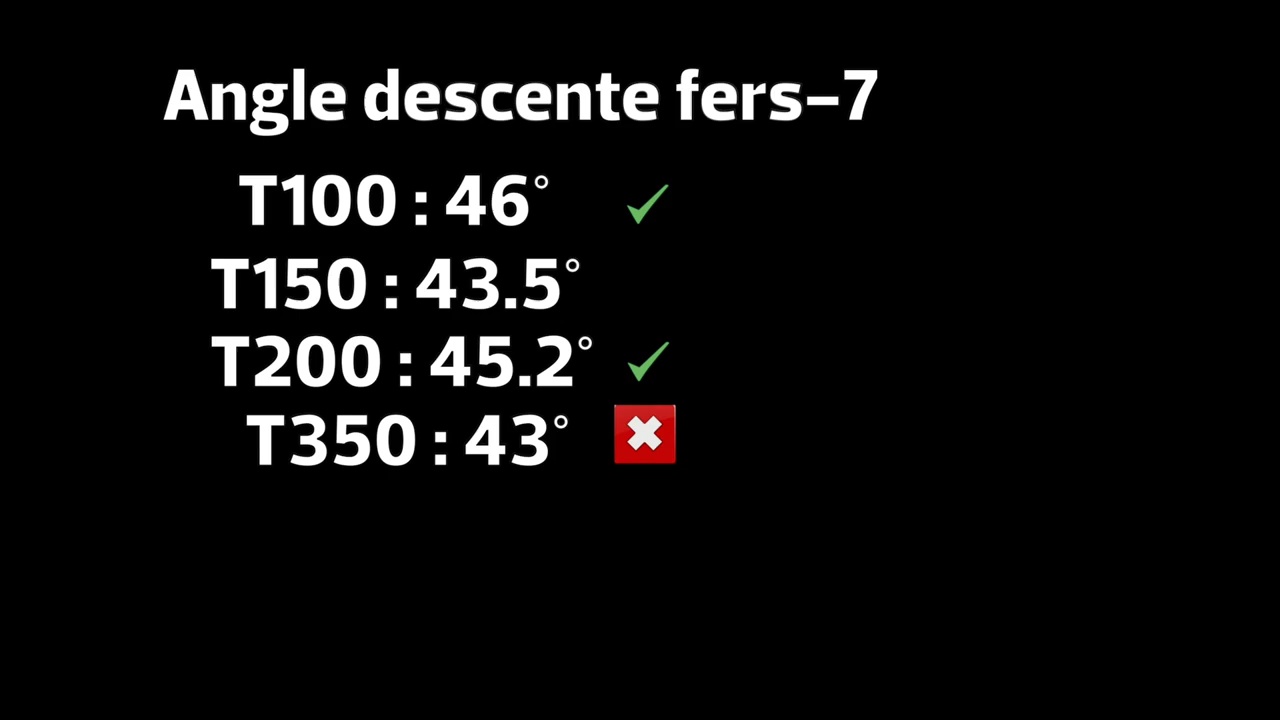 Angle descente fers-7
T100 : 46°
T150 : 43.5°
T200 : 45.2°
T350 : 43°